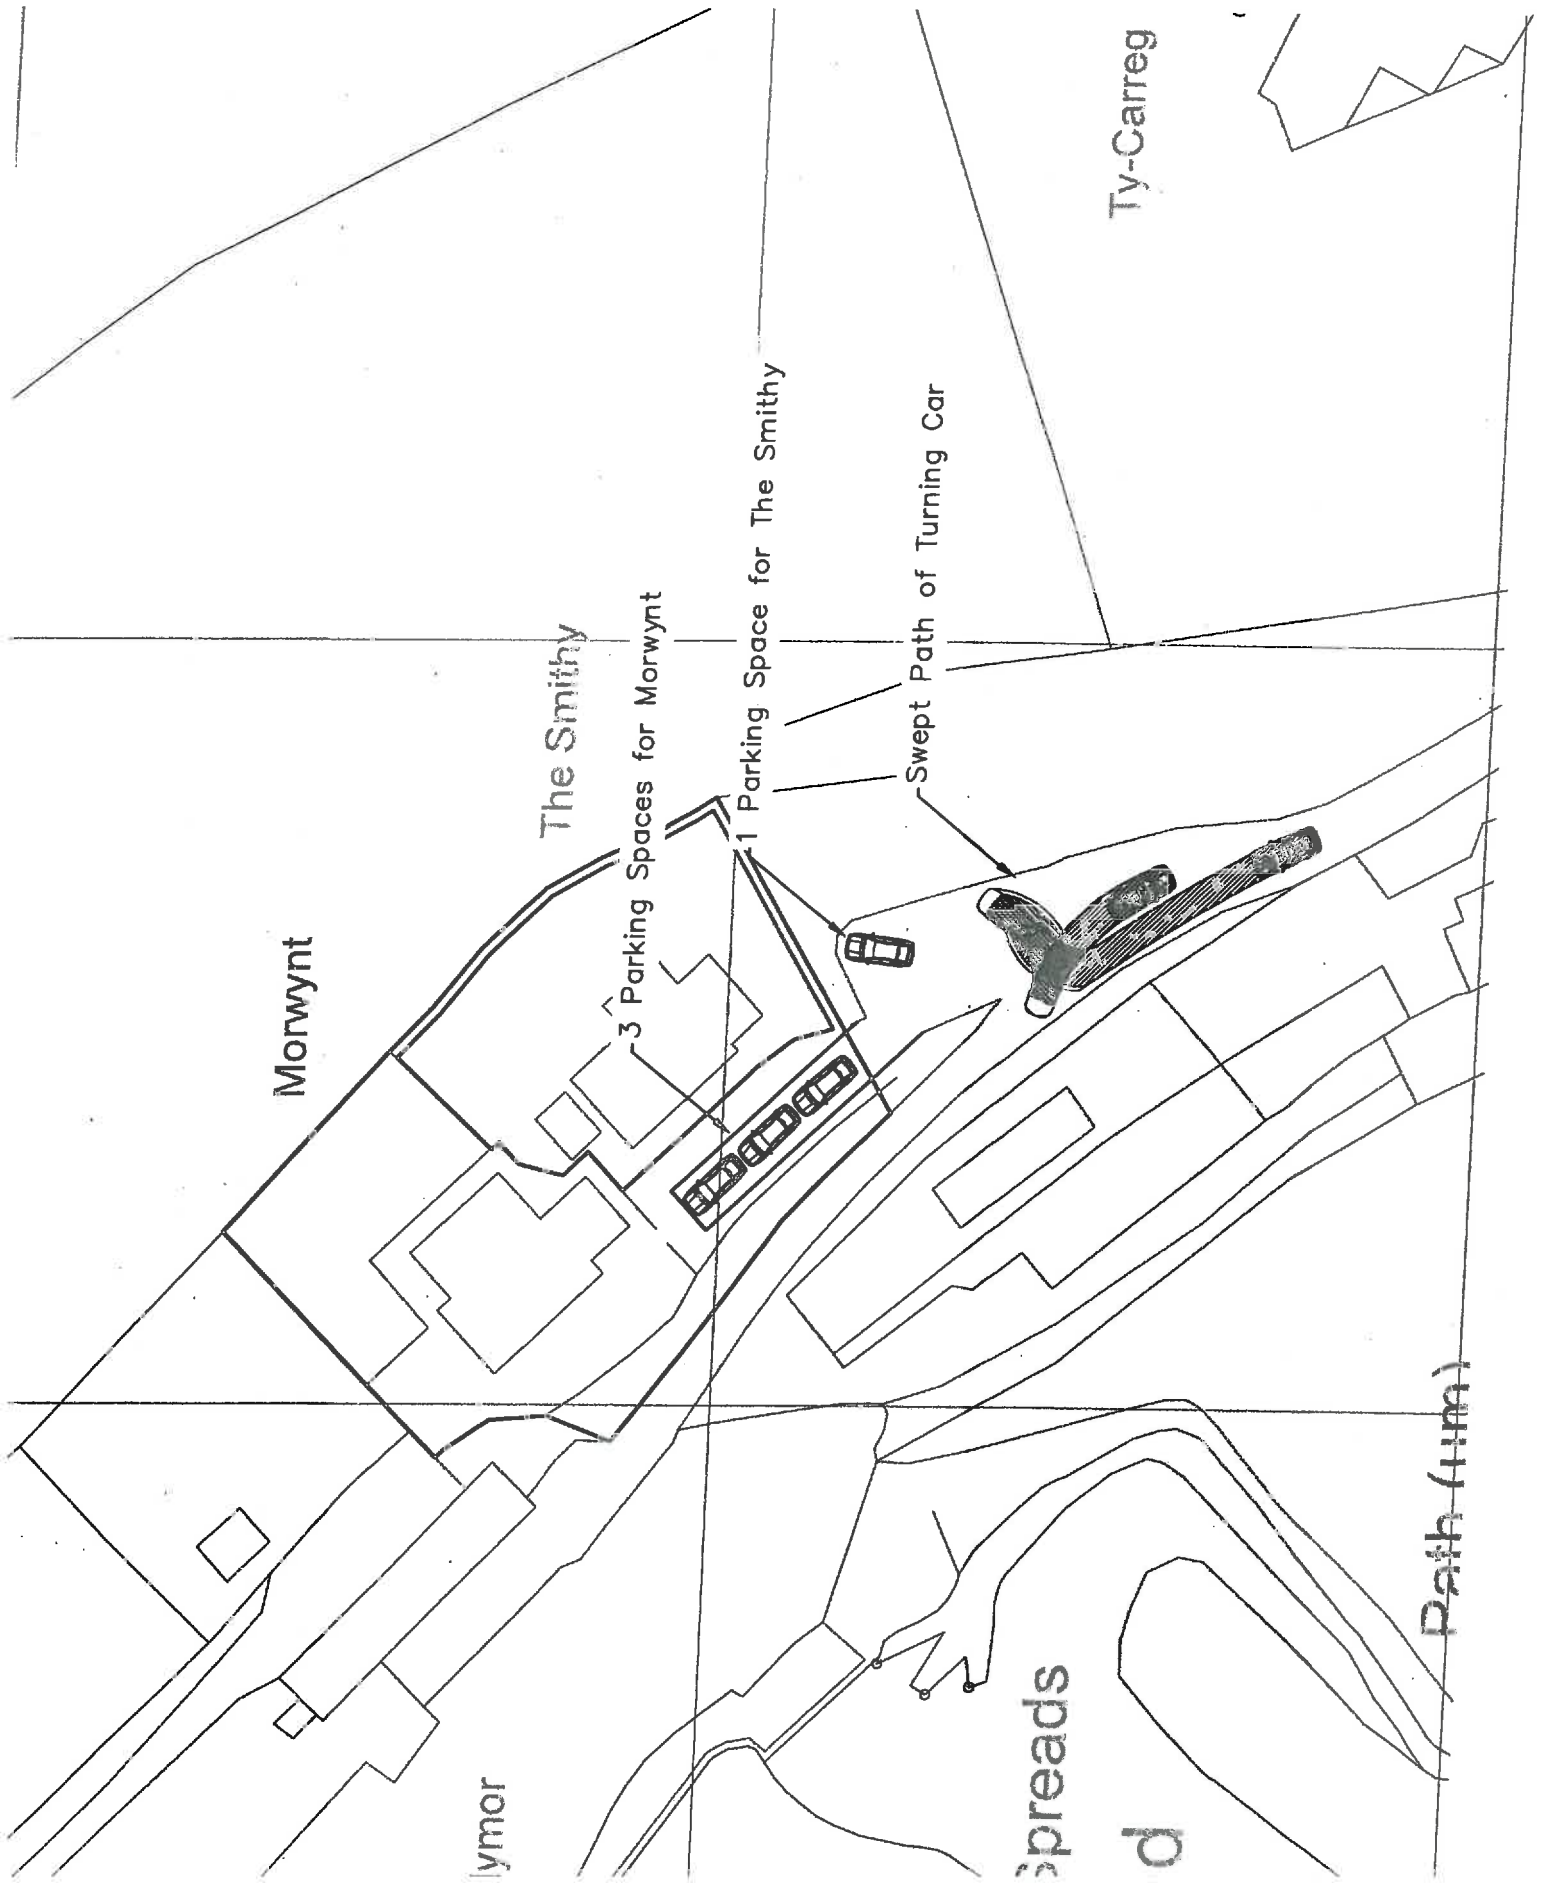 Morwynt
The Smithy
3 Parking Spaces for Morwynt
1 Parking Space for The Smithy
Swept Path of Turning Car
Ty-Carreg
lymor
Spreads
d
Path (um)